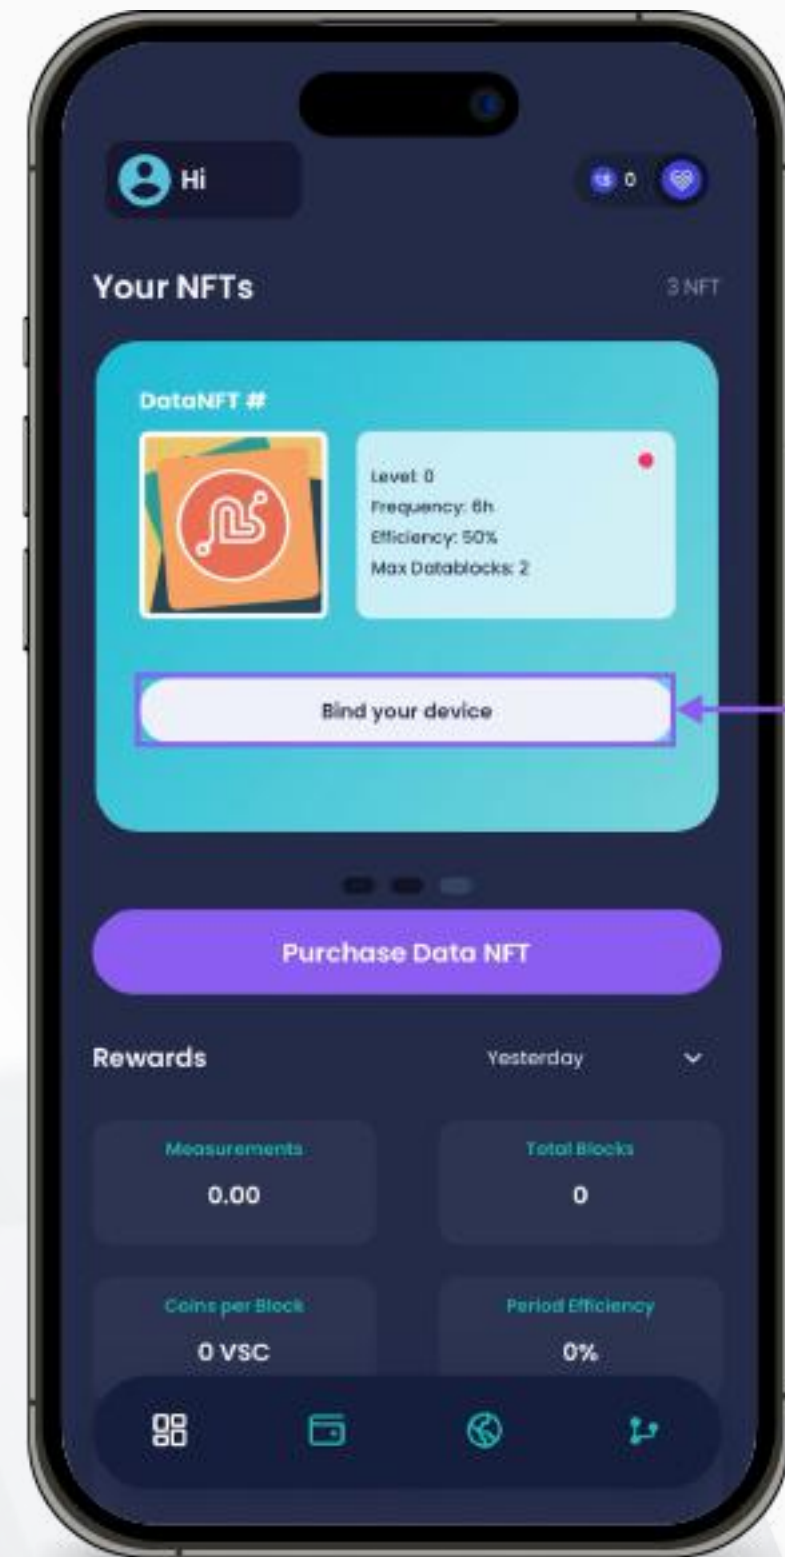 Hi
0
Your NFTs
3 NFT
DataNFT #
Level: 0
Frequency: 6h
Efficiency: 50%
Max Datablocks: 2
Bind your device
Purchase Data NFT
Rewards
Yesterday
Measurements
Total Blocks
0.00
0
Coins per Block
Period Efficiency
0 VSC
0%